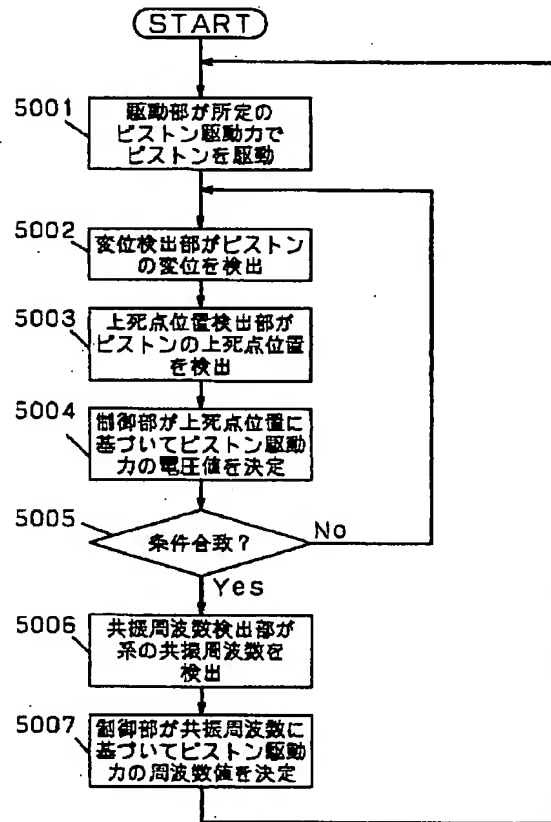 START
5001
駆動部が所定の
ピストン駆動力で
ピストンを駆動
5002
変位検出部がピストン
の変位を検出
5003
上死点位置検出部が
ピストンの上死点位置
を検出
5004
制御部が上死点位置に
基づいてピストン駆動
力の電圧値を決定
5005
条件合致?
No
Yes
5006
共振周波数検出部が
系の共振周波数を
検出
5007
制御部が共振周波数に
基づいてピストン駆動
力の周波数値を決定